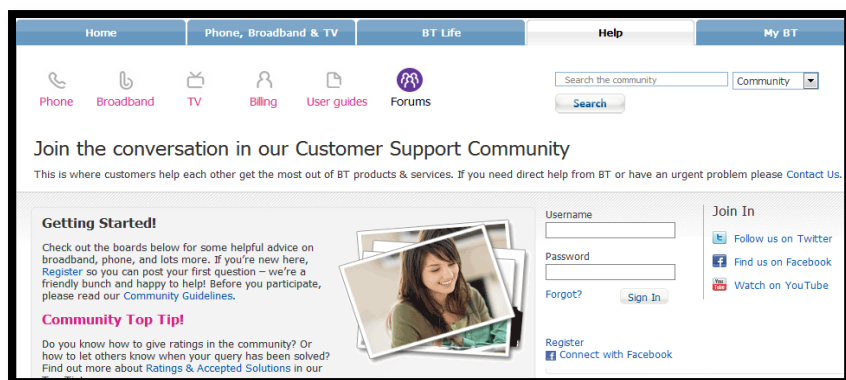 Home
Phone, Broadband & TV
BT Life
Help
My BT
Phone
Broadband
TV
Billing
User guides
Forums
Search the community
Community
Search
Join the conversation in our Customer Support Community
This is where customers help each other get the most out of BT products & services. If you need direct help from BT or have an urgent problem please Contact Us.
Getting Started!
Check out the boards below for some helpful advice on
broadband, phone, and lots more. If you're new here,
Register so you can post your first question – we're a
friendly bunch and happy to help! Before you participate,
please read our Community Guidelines.
Community Top Tip!
Do you know how to give ratings in the community? Or
how to let others know when your query has been solved?
Find out more about Ratings & Accepted Solutions in our
Username
Password
Forgot?
Sign In
Register
Connect with Facebook
Join In
Follow us on Twitter
Find us on Facebook
You Tube
Watch on YouTube